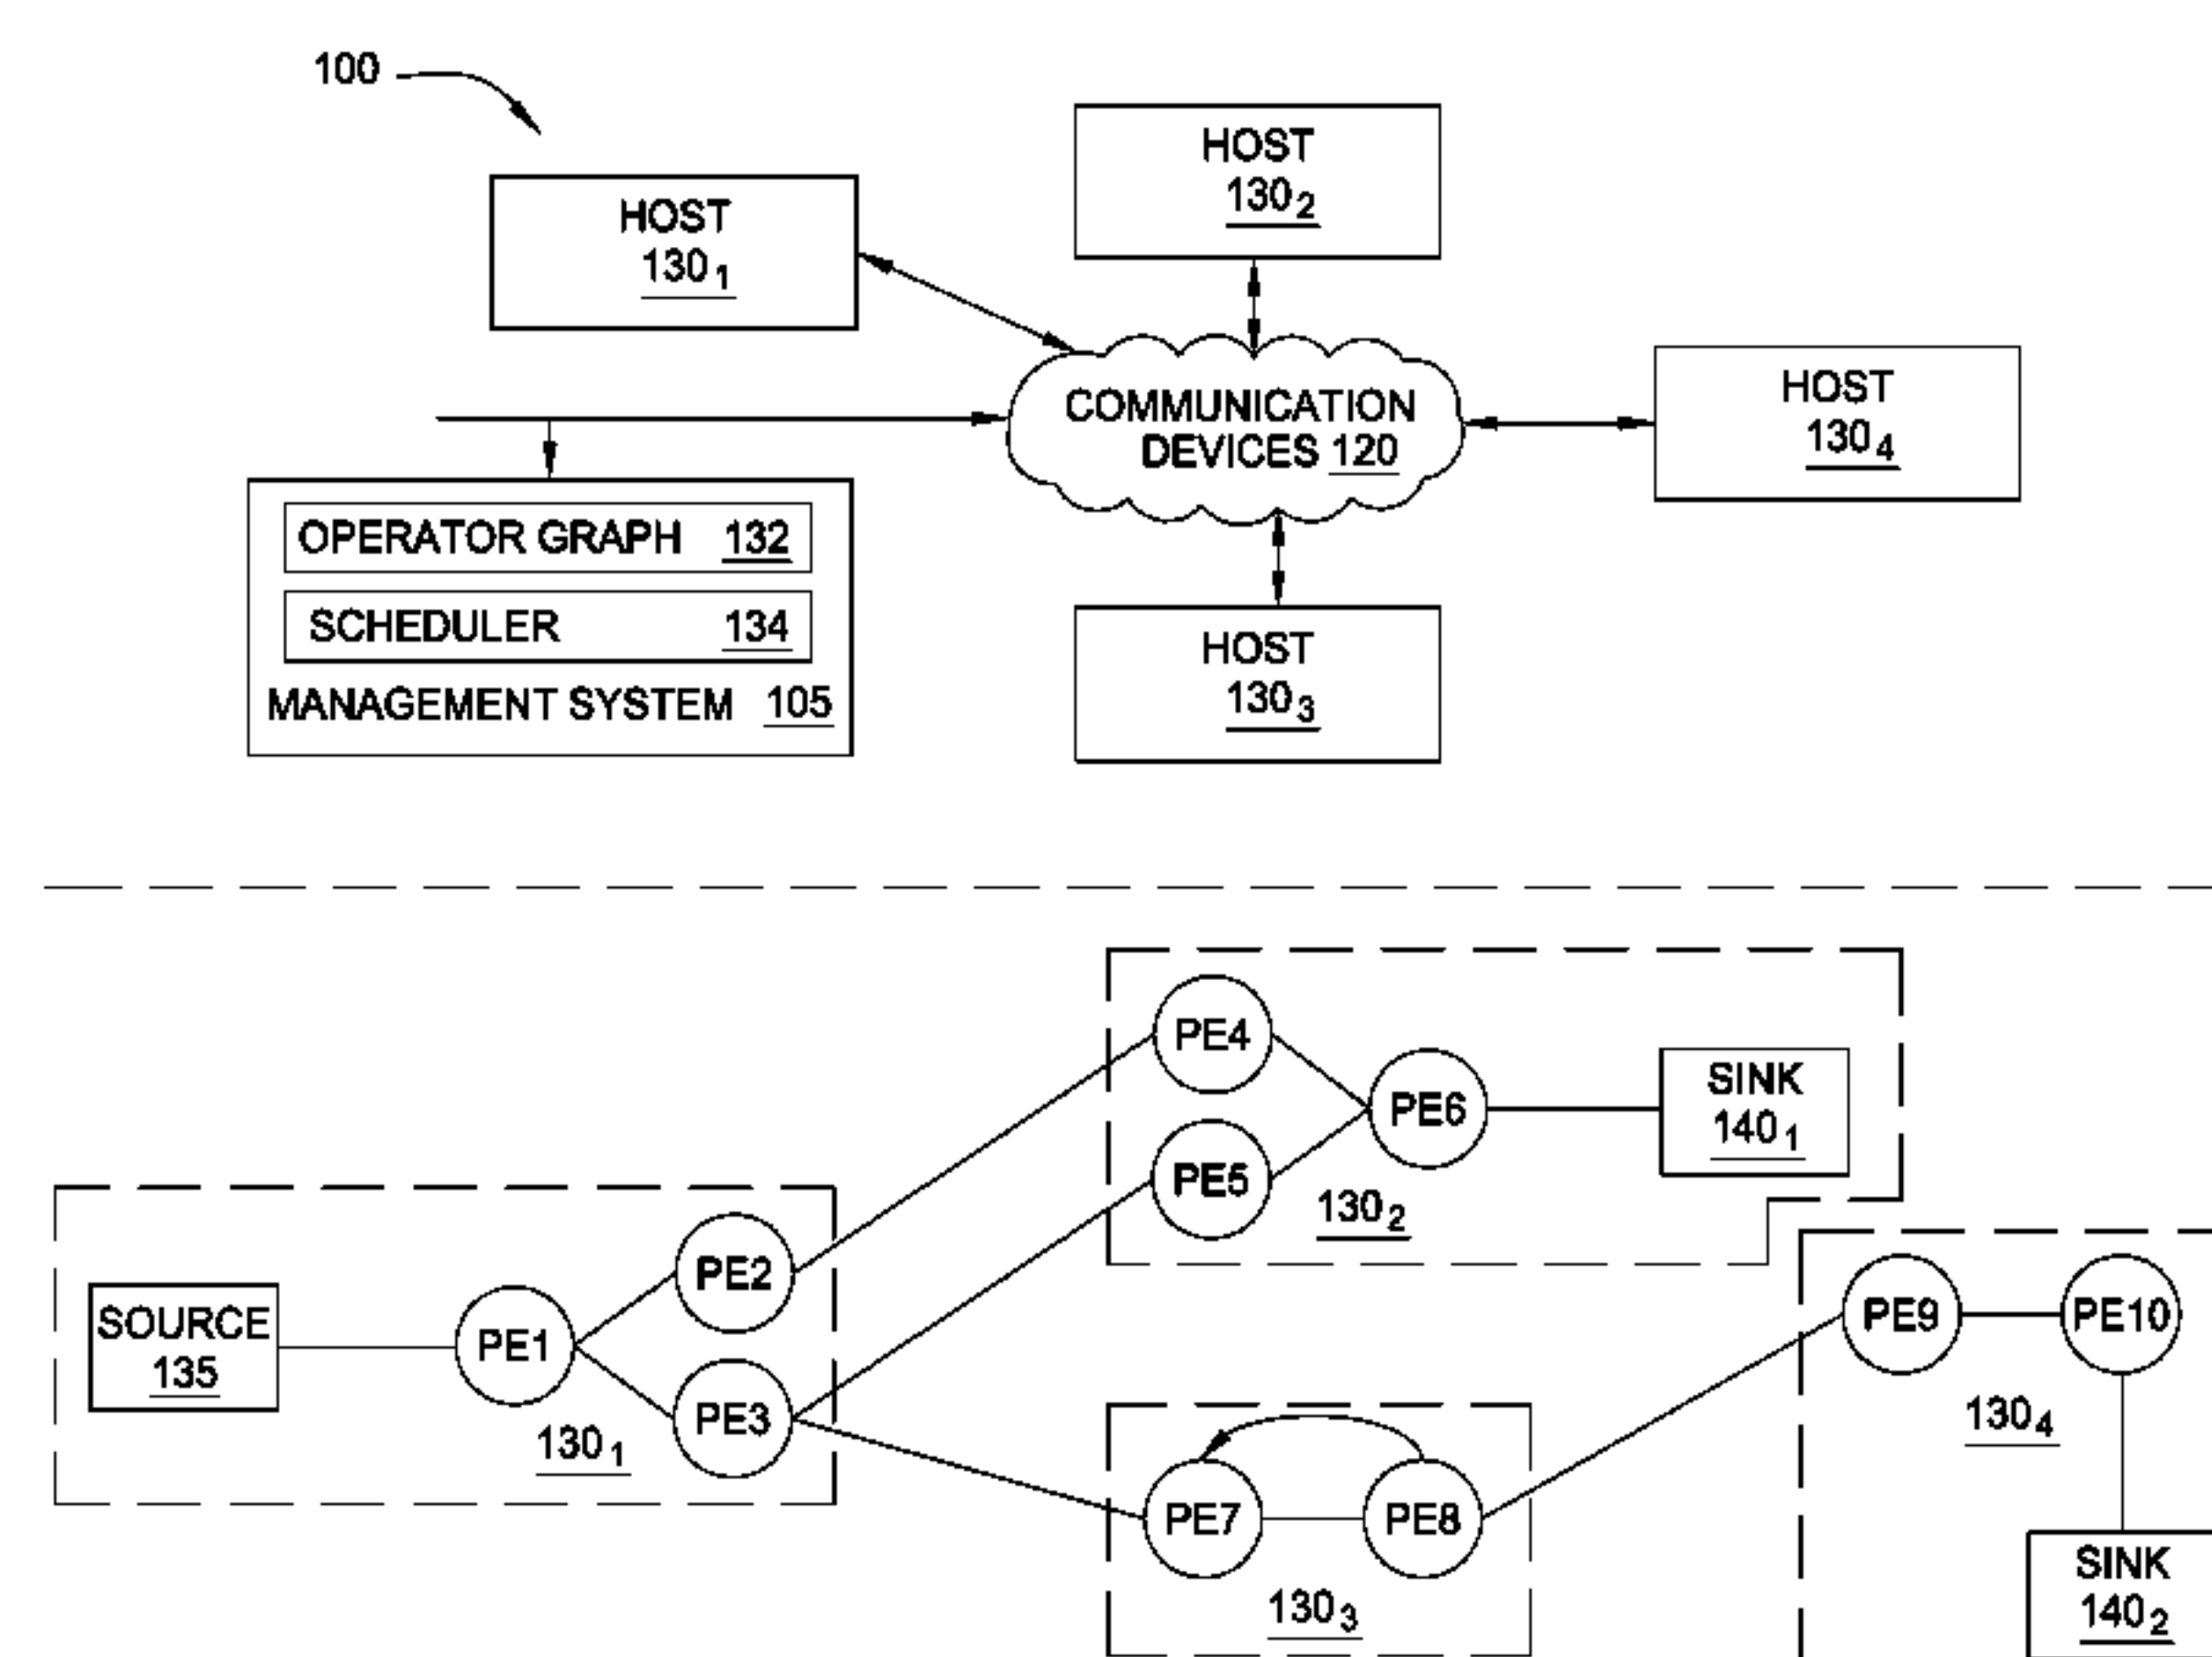 100
HOST
130₁
HOST
130₂
COMMUNICATION
DEVICES 120
HOST
130₄
OPERATOR GRAPH 132
SCHEDULER 134
MANAGEMENT SYSTEM 105
HOST
130₃
PE4
PE5
PE6
SINK
140₁
130₂
SOURCE
135
PE1
PE2
PE3
130₁
PE7
PE8
130₃
PE9
PE10
130₄
SINK
140₂